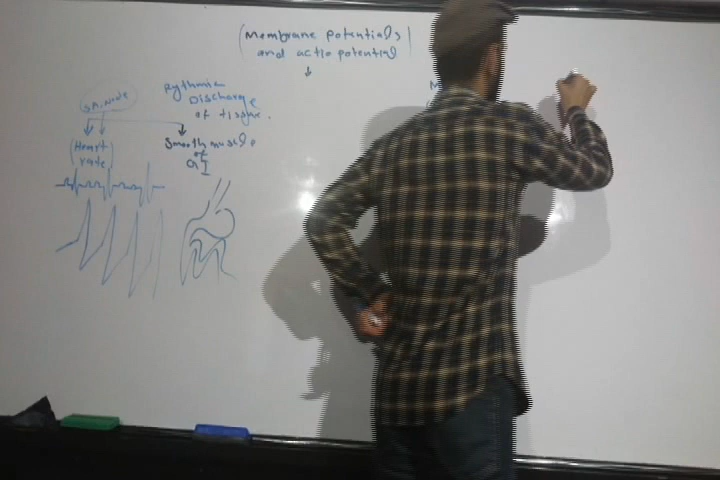 (Membrane potentials)
and actio potential
SA.Node
Rythmic
Discharge
of tissue.
(Heart
rate)
Smooth muscle
of
GI
M